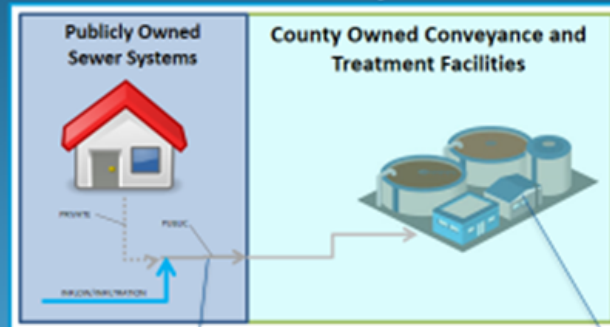 Publicly Owned
Sewer Systems
County Owned Conveyance and
Treatment Facilities
PRIVATE
PUBLIC
INFLOW/INFILTRATION